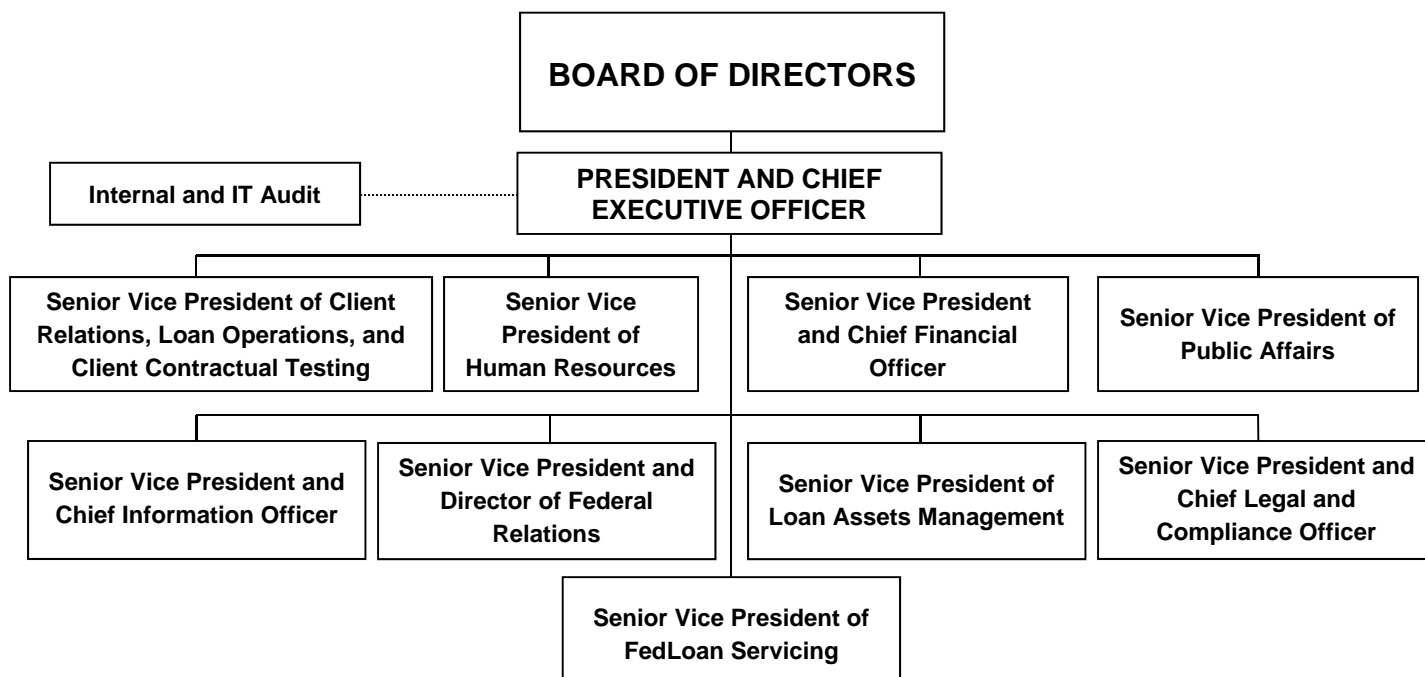 BOARD OF DIRECTORS
Internal and IT Audit
PRESIDENT AND CHIEF
EXECUTIVE OFFICER
Senior Vice President of Client
Relations, Loan Operations, and
Client Contractual Testing
Senior Vice
President of
Human Resources
Senior Vice President
and Chief Financial
Officer
Senior Vice President of
Public Affairs
Senior Vice President and
Chief Information Officer
Senior Vice President and
Director of Federal
Relations
Senior Vice President of
Loan Assets Management
Senior Vice President and
Chief Legal and
Compliance Officer
Senior Vice President of
FedLoan Servicing